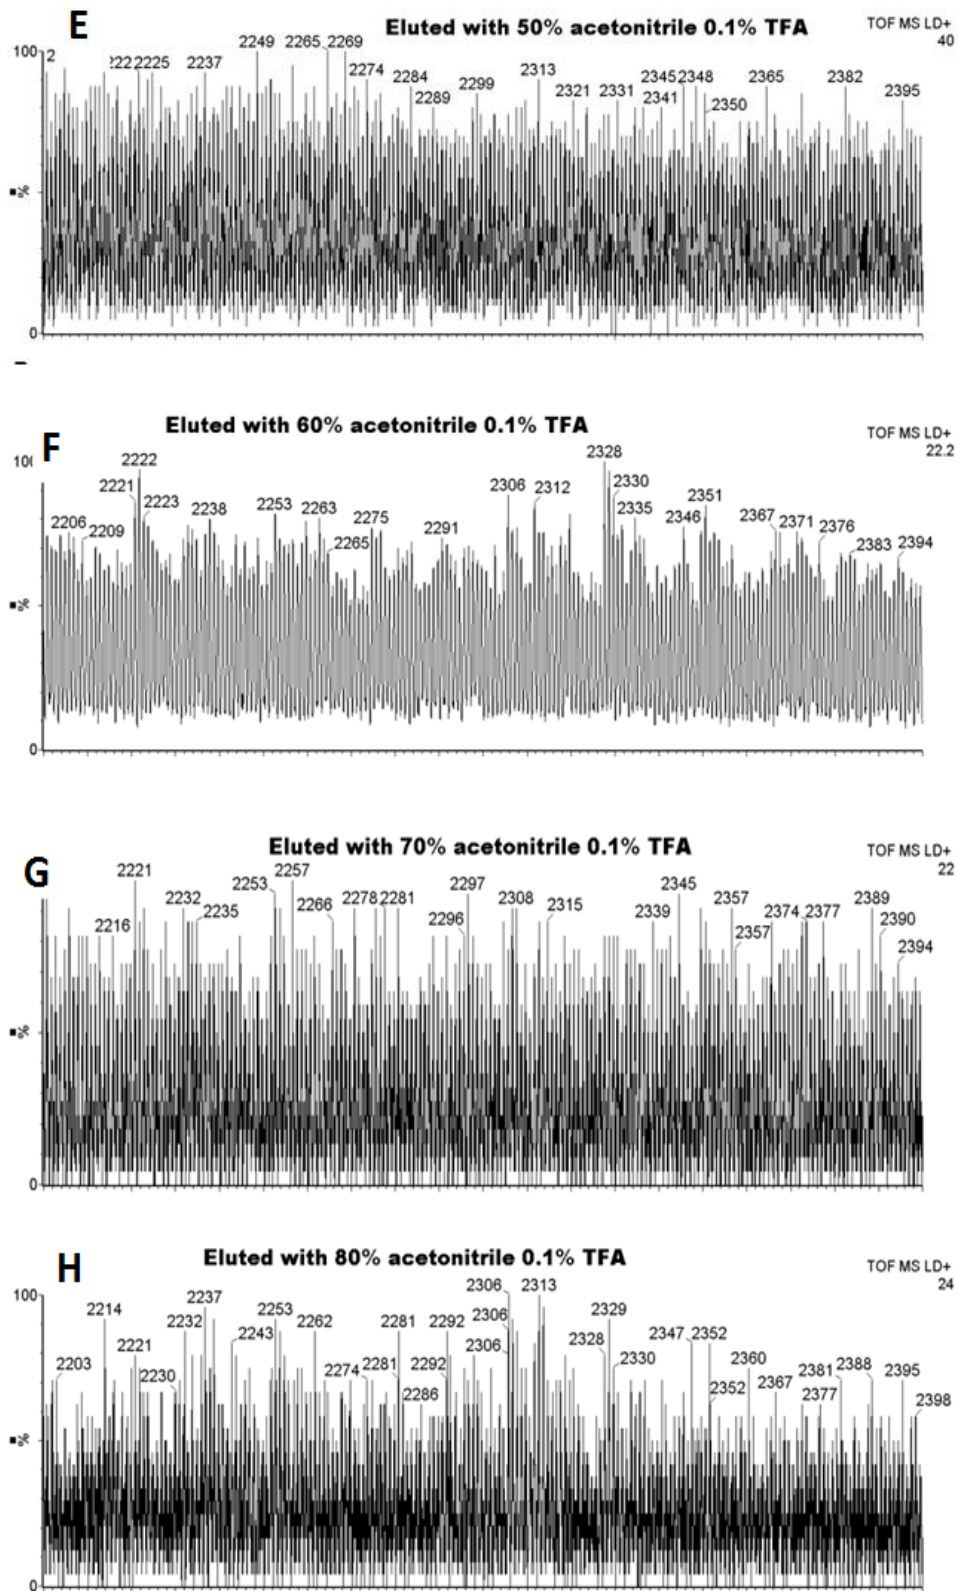 E
Eluted with 50% acetonitrile 0.1% TFA
TOF MS LD+
40
100
2249 2265 2269
2225 2237
2274 2284 2299 2313 2345 2348 2365 2382
2289 2321 2331 2341 2350 2395
%
0
F
Eluted with 60% acetonitrile 0.1% TFA
TOF MS LD+
22.2
2222 2328
2221 2223 2306 2312 2330
2206 2209 2238 2253 2263 2275 2335 2351
2265 2291 2346 2367 2371 2376
2383 2394
%
0
G
Eluted with 70% acetonitrile 0.1% TFA
TOF MS LD+
22
2221 2253 2257 2297 2345
2232 2278 2281 2308 2357 2389
2216 2235 2266 2296 2315 2339 2374 2377 2390
2357 2394
%
0
H
Eluted with 80% acetonitrile 0.1% TFA
TOF MS LD+
24
100
2306 2313
2214 2237 2253 2306 2329
2232 2243 2262 2281 2292 2306 2328 2347 2352
2203 2221 2230 2274 2281 2292 2330 2360
2286 2352 2367 2381 2388 2395
2377 2398
%
0